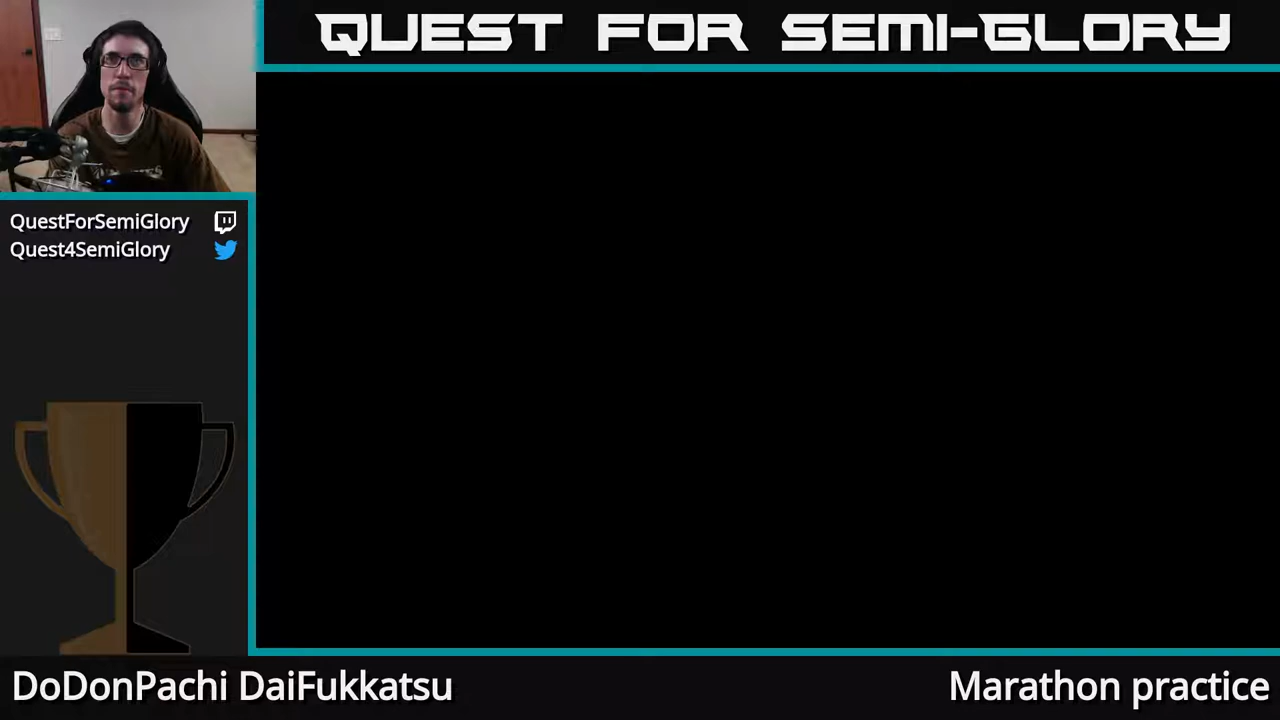 QUEST FOR SEMI-GLORY
QuestForSemiGlory
Quest4SemiGlory
DoDonPachi DaiFukkatsu
Marathon practice